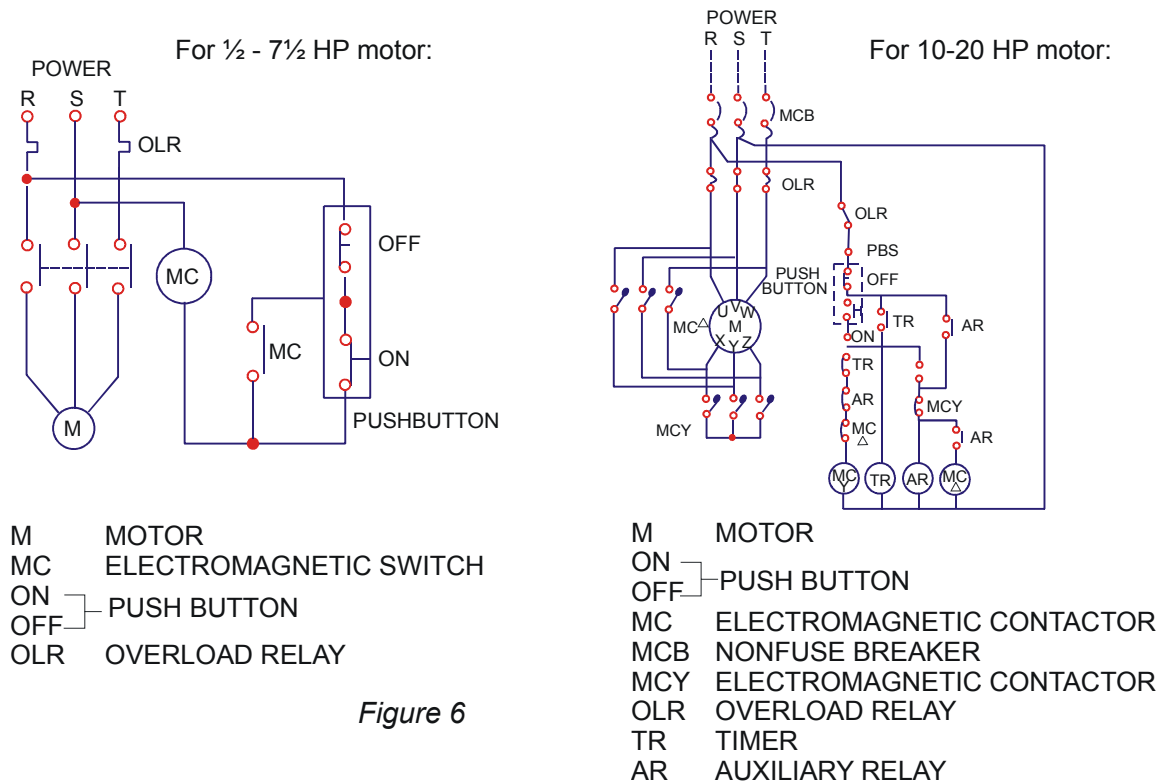 For ½ - 7½ HP motor:
POWER
R S T
OLR
OFF
MC
MC
ON
PUSHBUTTON
M
M MOTOR
MC ELECTROMAGNETIC SWITCH
ON
OFF
PUSH BUTTON
OLR OVERLOAD RELAY
Figure 6
POWER
R S T
For 10-20 HP motor:
MCB
OLR
OLR
PBS
PUSH
BUTTON
OFF
U V W
MC△
M
X Y Z
TR
AR
ON
TR
AR
MCY
MC
△
MCY
AR
MC
Y
TR
AR
MC
△
M MOTOR
ON
OFF
PUSH BUTTON
MC ELECTROMAGNETIC CONTACTOR
MCB NONFUSE BREAKER
MCY ELECTROMAGNETIC CONTACTOR
OLR OVERLOAD RELAY
TR TIMER
AR AUXILIARY RELAY